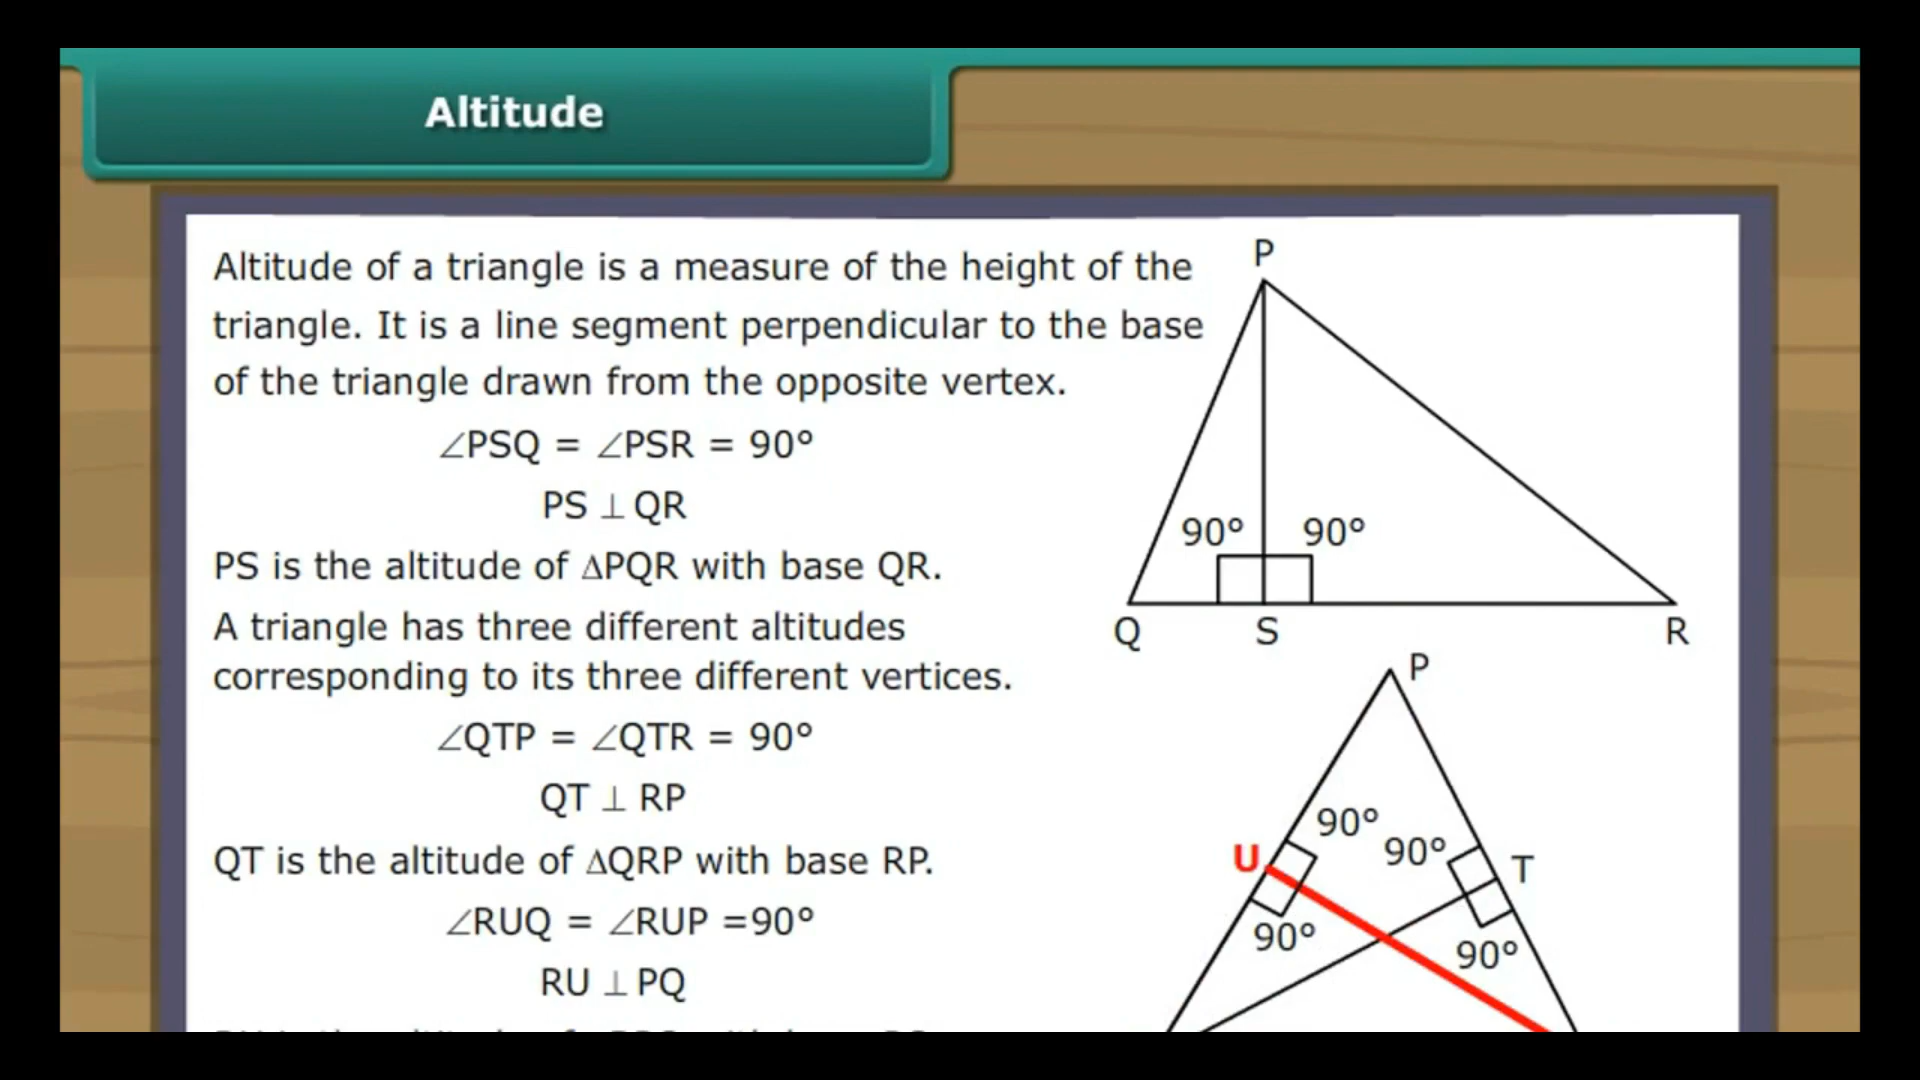 Altitude
Altitude of a triangle is a measure of the height of the
triangle. It is a line segment perpendicular to the base
of the triangle drawn from the opposite vertex.
∠PSQ = ∠PSR = 90°
PS ⊥ QR
PS is the altitude of ∆PQR with base QR.
A triangle has three different altitudes
corresponding to its three different vertices.
∠QTP = ∠QTR = 90°
QT ⊥ RP
QT is the altitude of ∆QRP with base RP.
∠RUQ = ∠RUP =90°
RU ⊥ PQ
P
90° 90°
Q S R
P
90°
90°
U
T
90°
90°